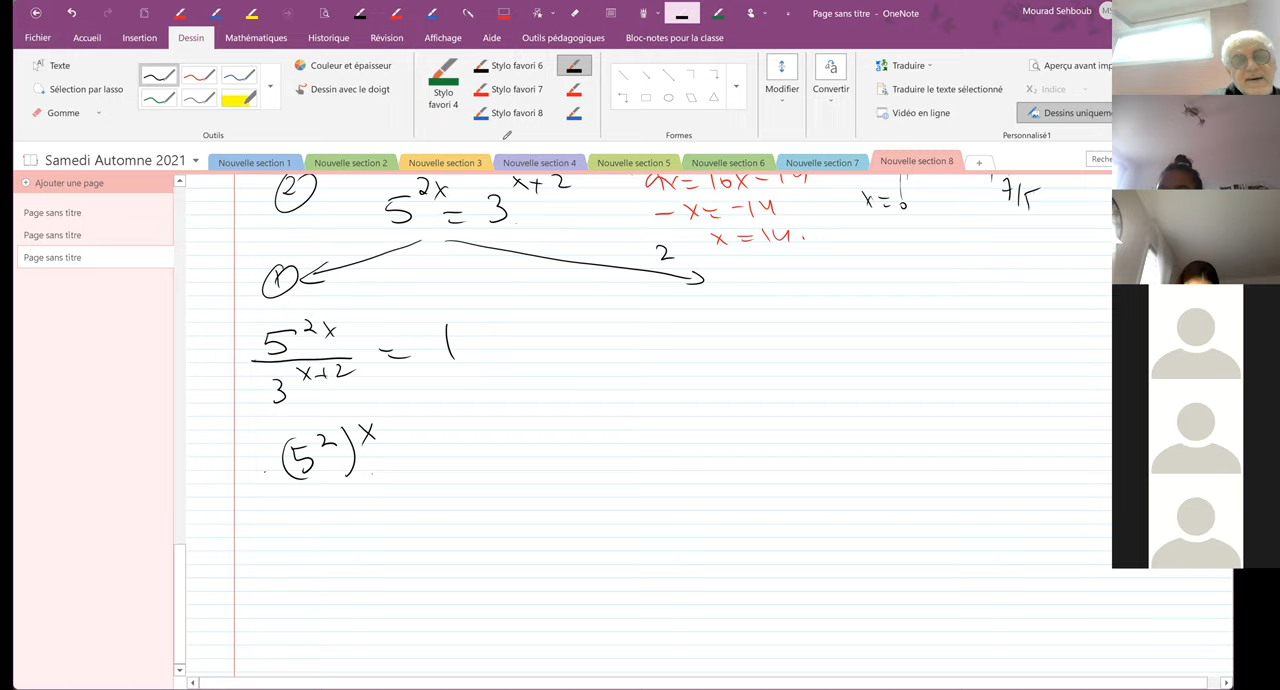 Page sans titre - OneNote
Mourad Sehboub
Fichier Accueil Insertion Dessin Mathématiques Historique Révision Affichage Aide Outils pédagogiques Bloc-notes pour la classe
Texte
Sélection par lasso
Gomme
Outils
Couleur et épaisseur
Dessin avec le doigt
Stylo favori 4
Stylo favori 6
Stylo favori 7
Stylo favori 8
Formes
Modifier
Convertir
Traduire
Traduire le texte sélectionné
Vidéo en ligne
Aperçu avant imp
Indice
Dessins uniqueme
Personnalisé1
Samedi Automne 2021
Nouvelle section 1 Nouvelle section 2 Nouvelle section 3 Nouvelle section 4 Nouvelle section 5 Nouvelle section 6 Nouvelle section 7 Nouvelle section 8 +
Reche
Ajouter une page
Page sans titre
Page sans titre
Page sans titre
2
5^{2x} = 3^{x+2}
-x = -14
x = 14.
x = 0
7/5
1
2
5^{2x} / 3^{x+2} = 1
(5^2)^x